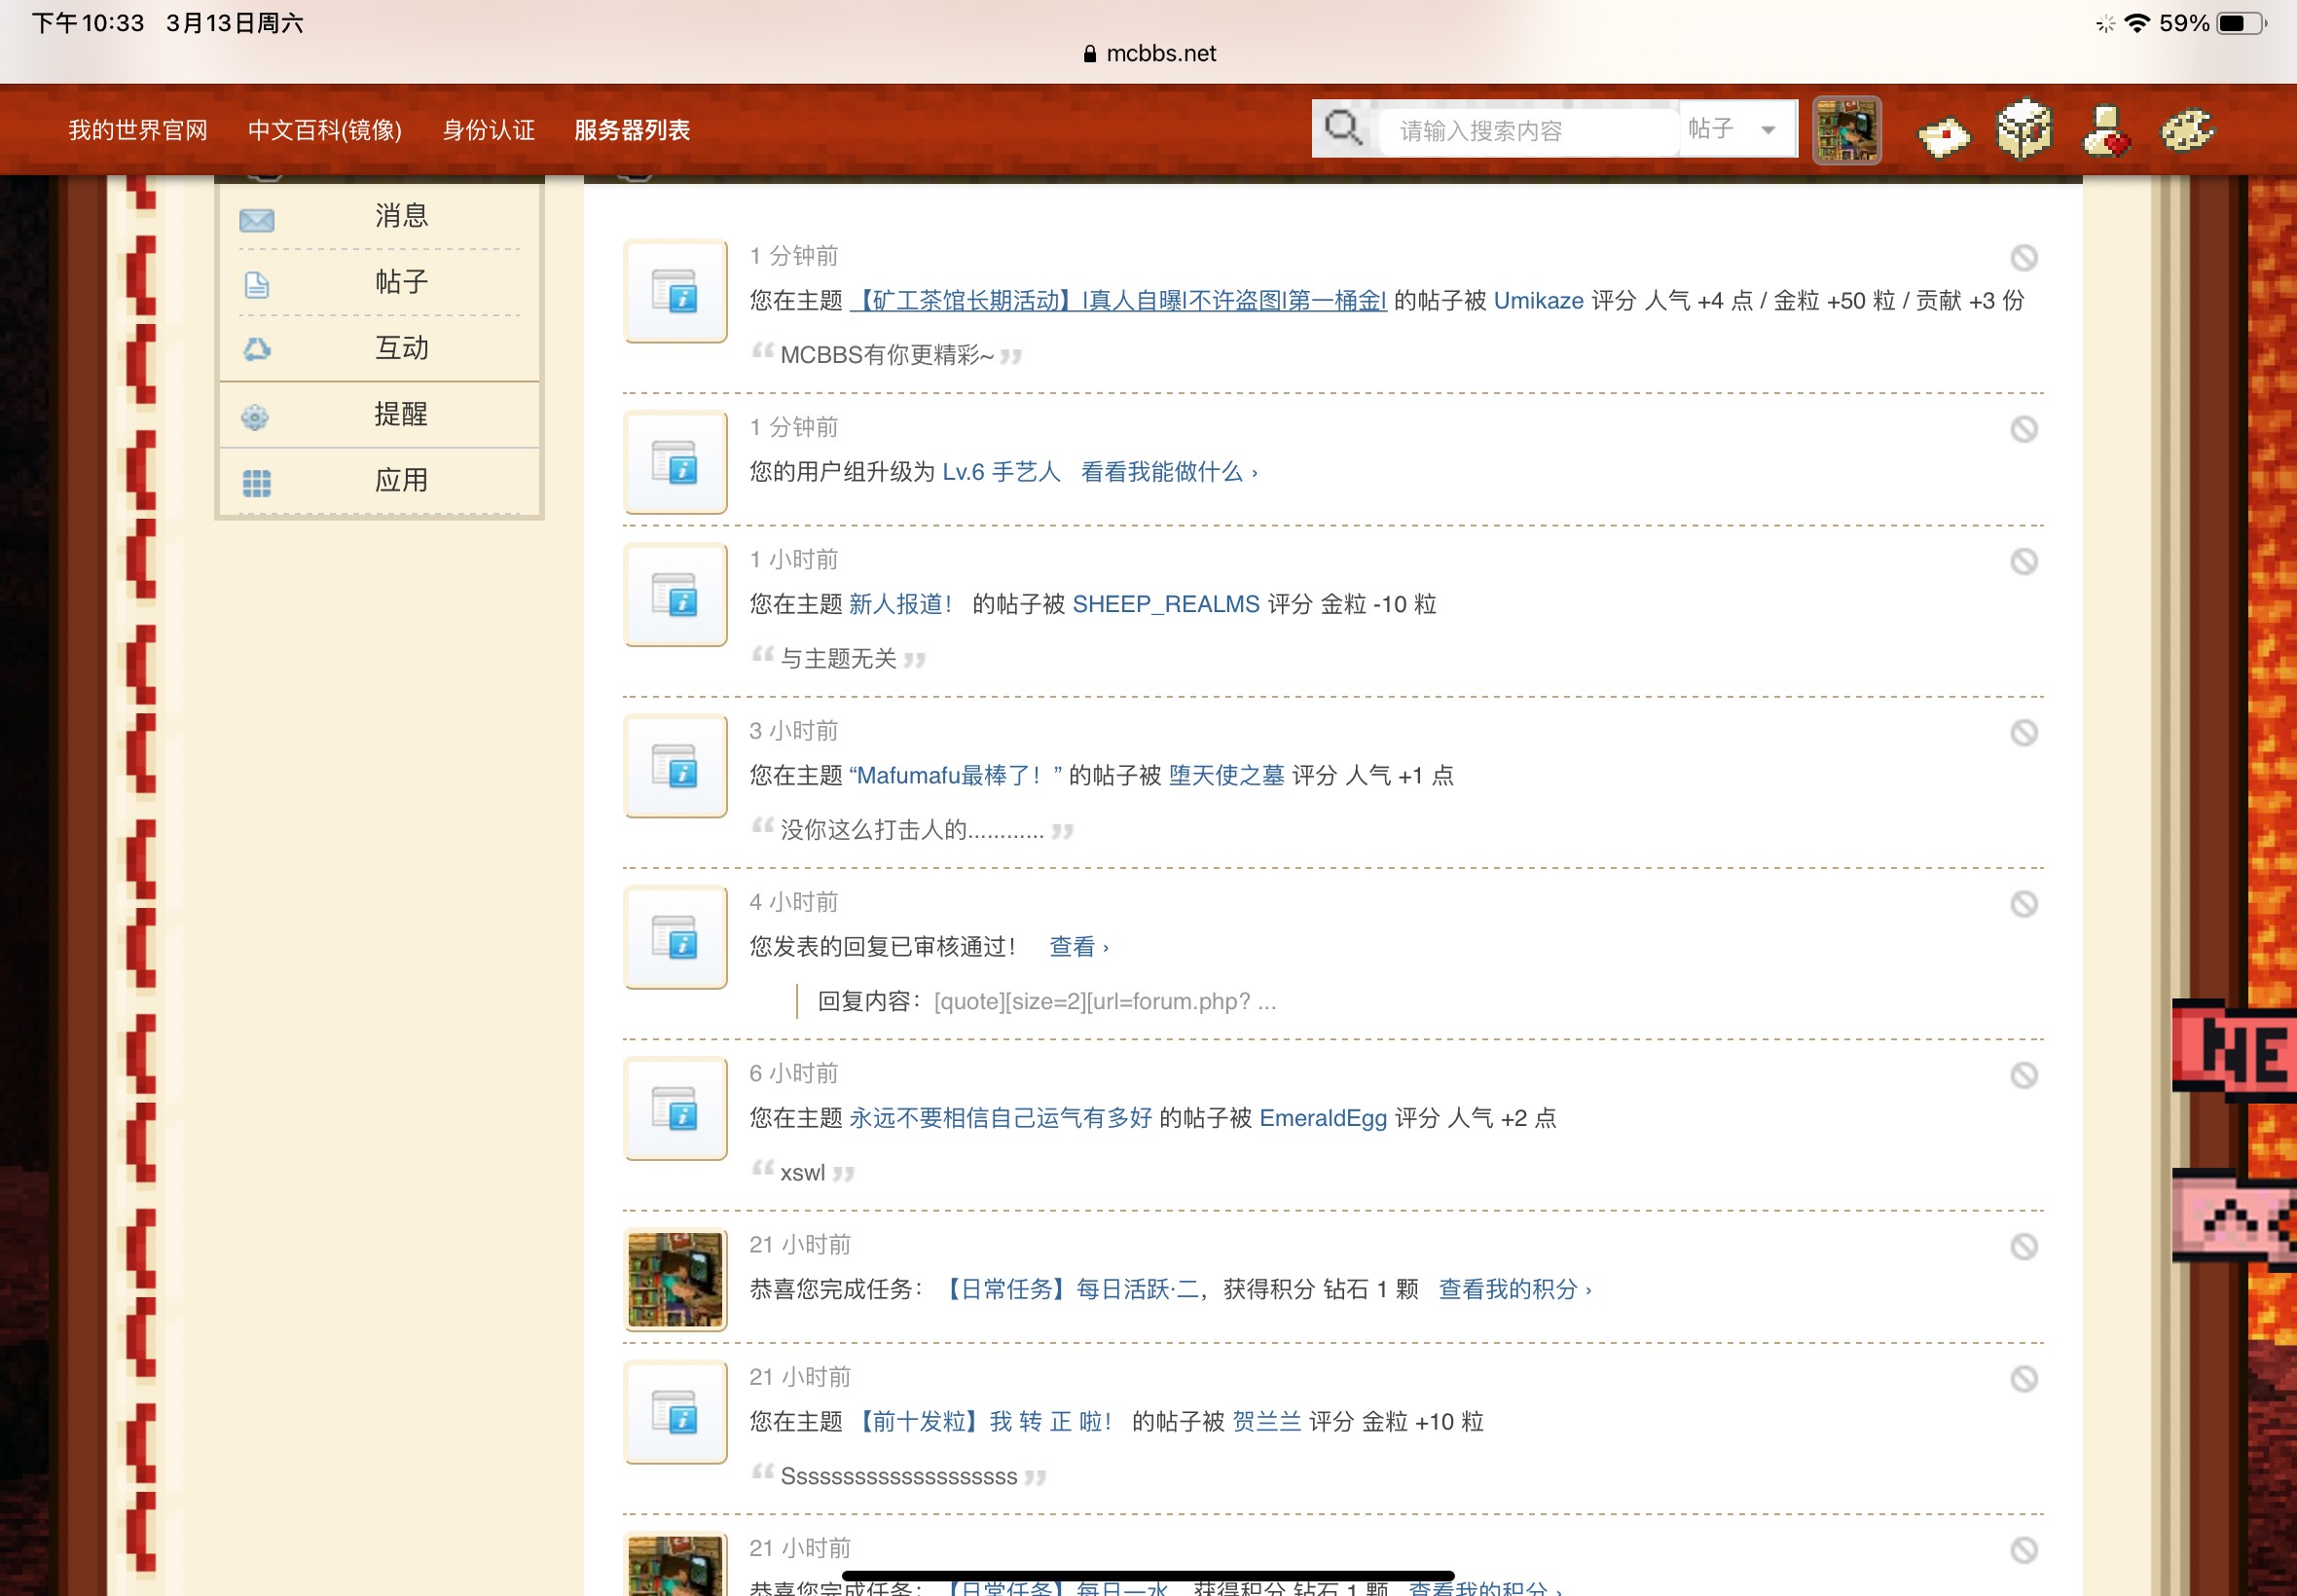 下午10:33 3月13日周六
59%
mcbbs.net
我的世界官网 中文百科(镜像) 身份认证 服务器列表
请输入搜索内容 帖子
消息
帖子
互动
提醒
应用
1 分钟前
您在主题 【矿工茶馆长期活动】|真人自曝|不许盗图|第一桶金| 的帖子被 Umikaze 评分 人气 +4 点 / 金粒 +50 粒 / 贡献 +3 份
“ MCBBS有你更精彩~ ”
1 分钟前
您的用户组升级为 Lv.6 手艺人 看看我能做什么 ›
1 小时前
您在主题 新人报道! 的帖子被 SHEEP_REALMS 评分 金粒 -10 粒
“ 与主题无关 ”
3 小时前
您在主题 “Mafumafu最棒了! ” 的帖子被 堕天使之墓 评分 人气 +1 点
“ 没你这么打击人的............ ”
4 小时前
您发表的回复已审核通过! 查看 ›
回复内容: [quote][size=2][url=forum.php? ...
6 小时前
您在主题 永远不要相信自己运气有多好 的帖子被 EmeraldEgg 评分 人气 +2 点
“ xswl ”
21 小时前
恭喜您完成任务: 【日常任务】每日活跃·二, 获得积分 钻石 1 颗 查看我的积分 ›
21 小时前
您在主题 【前十发粒】我 转 正 啦! 的帖子被 贺兰兰 评分 金粒 +10 粒
“ Ssssssssssssssssssss ”
21 小时前
恭喜您完成任务: 【日常任务】每日一水, 获得积分 钻石 1 颗 查看我的积分 ›
NE